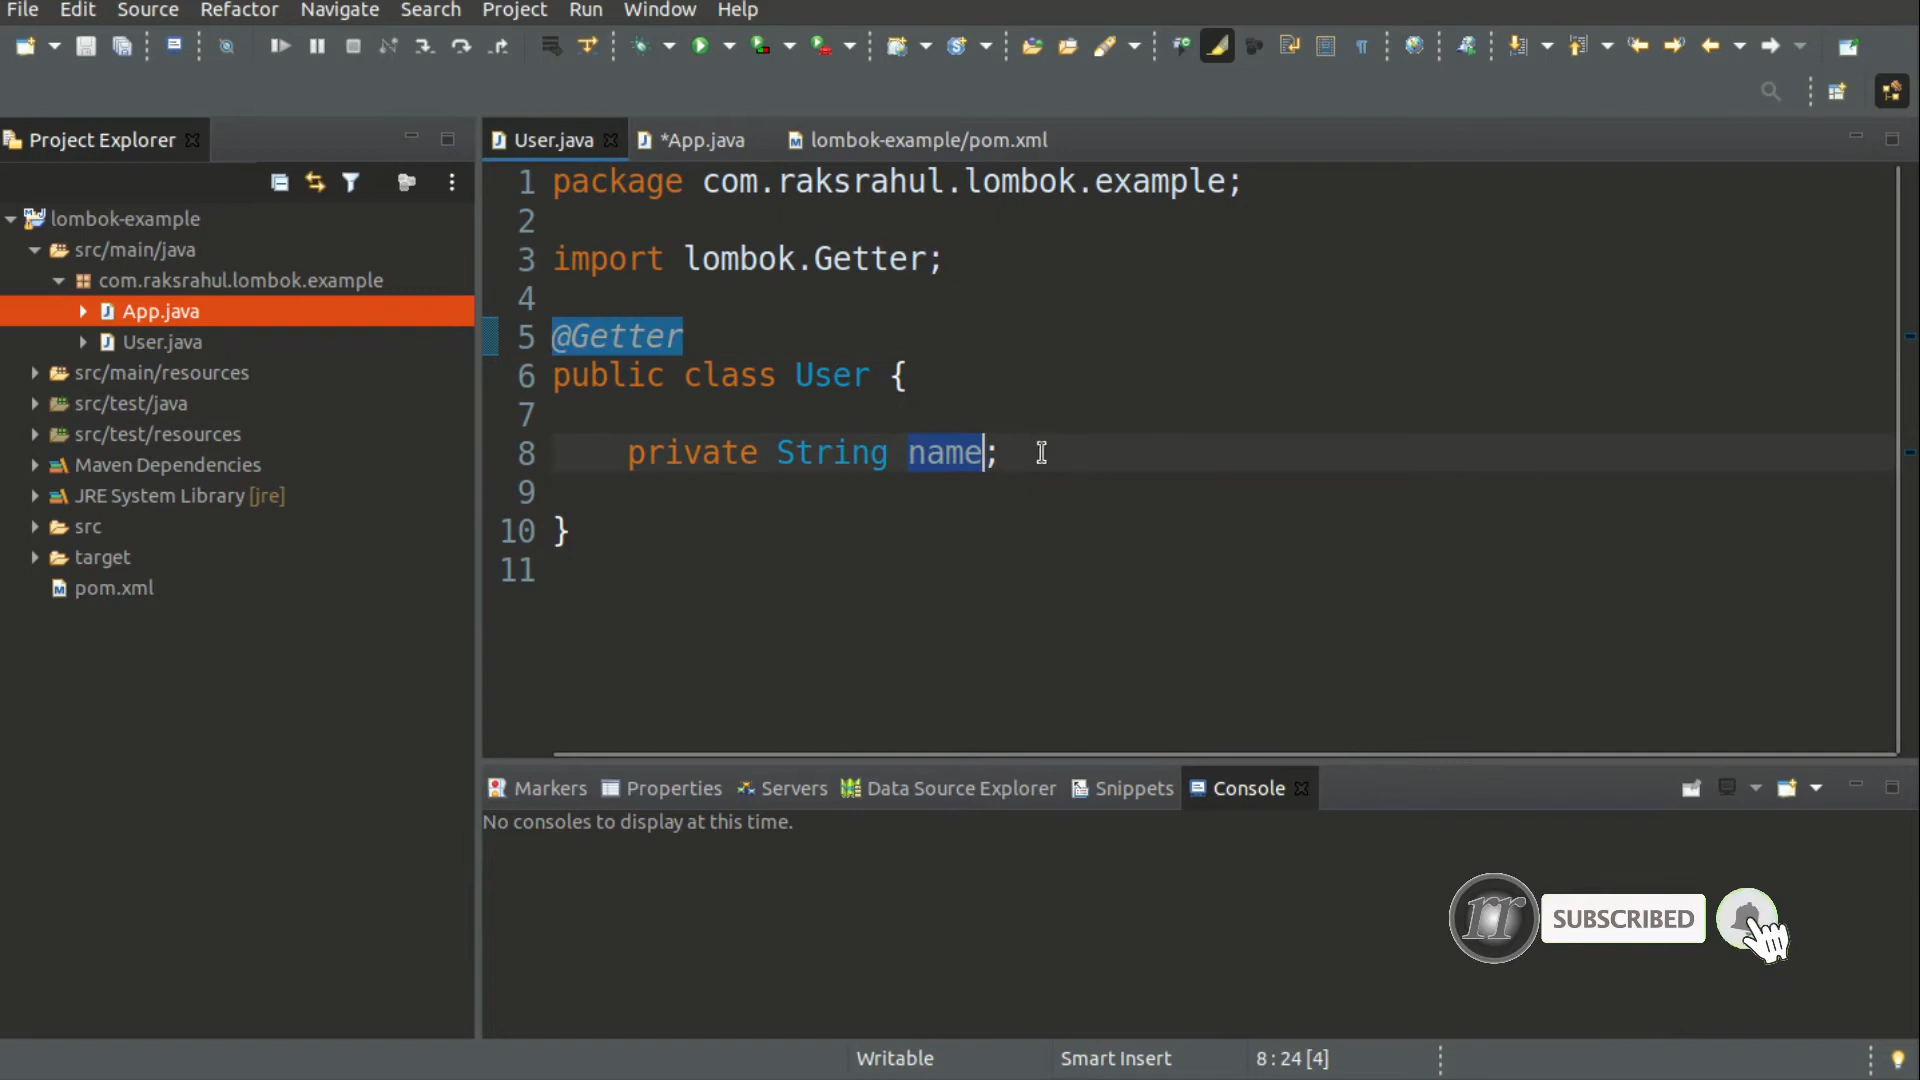 File Edit Source Refactor Navigate Search Project Run Window Help
Project Explorer
User.java *App.java lombok-example/pom.xml
lombok-example
src/main/java
com.raksrahul.lombok.example
App.java
User.java
src/main/resources
src/test/java
src/test/resources
Maven Dependencies
JRE System Library [jre]
src
target
pom.xml
1 package com.raksrahul.lombok.example;
2
3 import lombok.Getter;
4
5 @Getter
6 public class User {
7
8 private String name;
9
10 }
11
Markers Properties Servers Data Source Explorer Snippets Console
No consoles to display at this time.
rr SUBSCRIBED
Writable Smart Insert 8 : 24 [4]